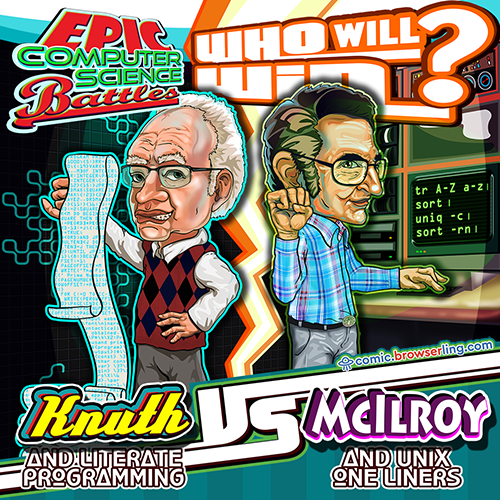 EPIC
COMPUTER
SCIENCE
Battles
WHO WILL
WIN?
tr A-Z a-z|
sort|
uniq -c|
sort -rn|
comic.browserling.com
Knuth
VS
McILROY
AND LITERATE
PROGRAMMING
AND UNIX
ONE LINERS